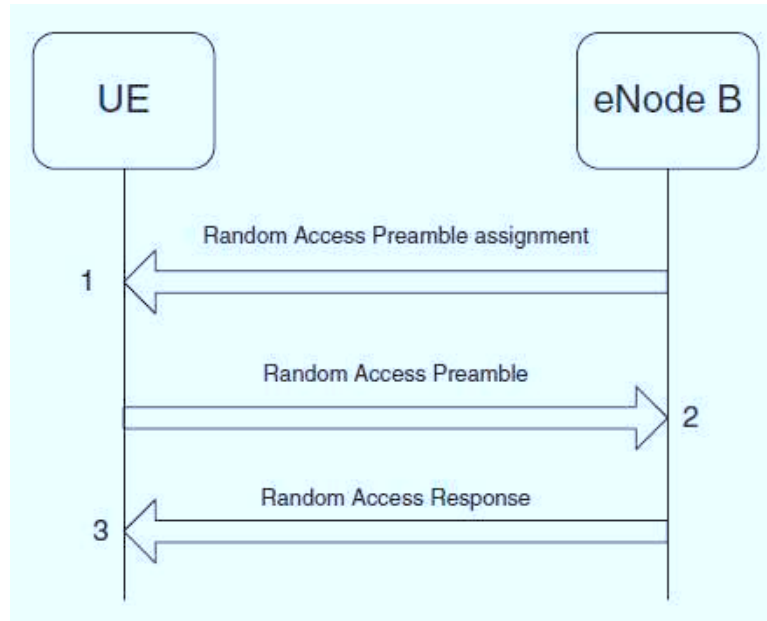 UE
eNode B
Random Access Preamble assignment
1
Random Access Preamble
2
Random Access Response
3